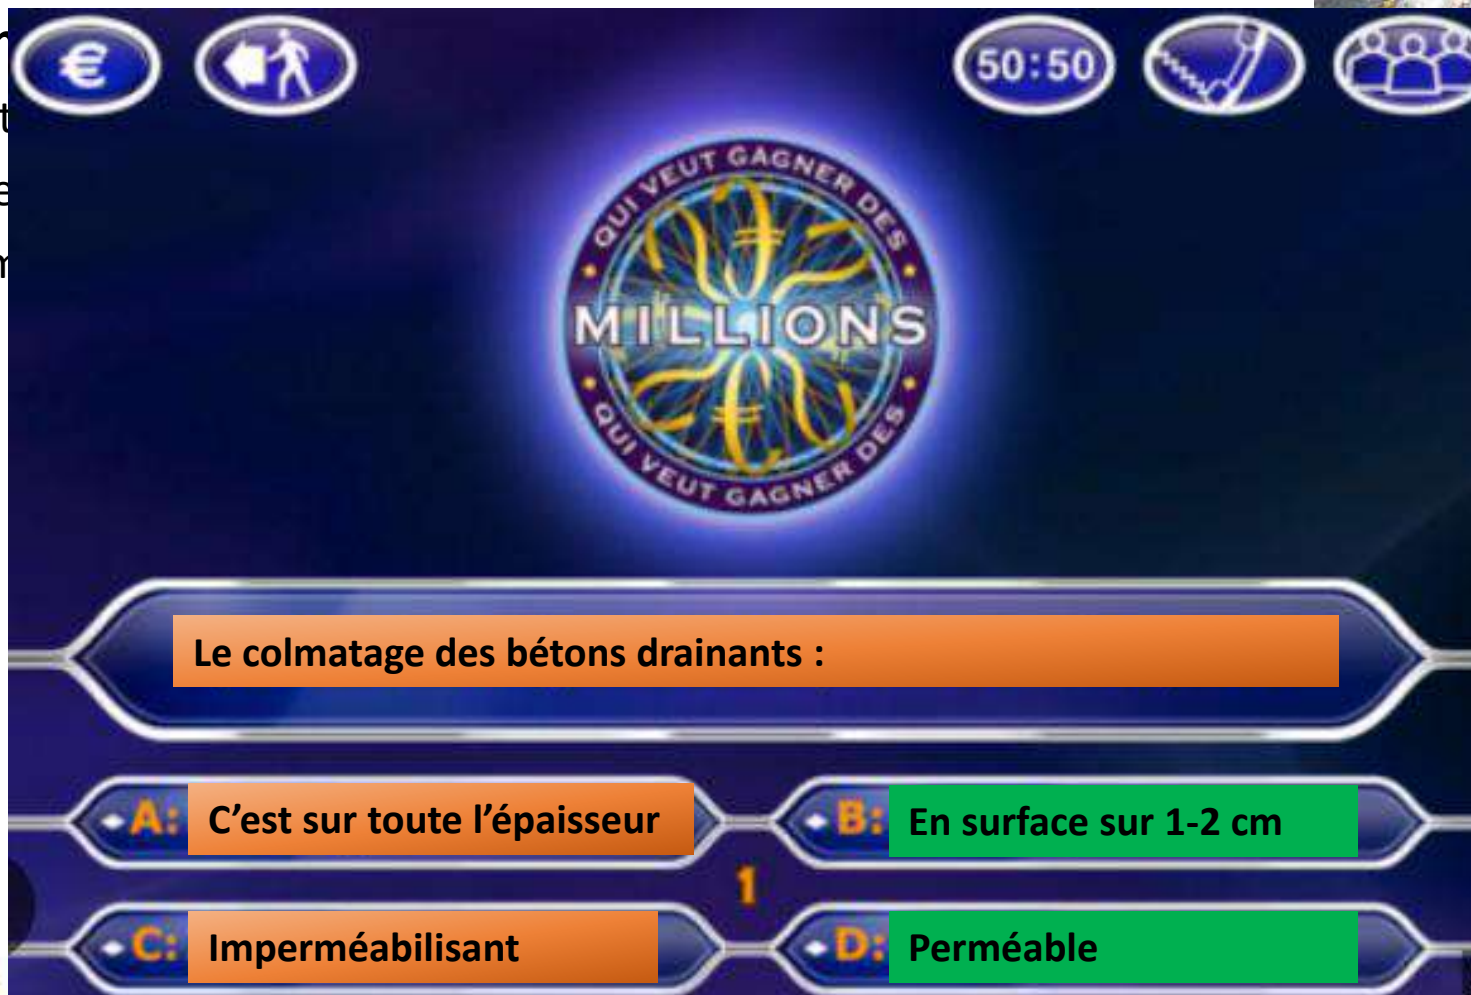 €
50:50
QUI VEUT GAGNER DES
MILLIONS
QUI VEUT GAGNER DES
Le colmatage des bétons drainants :
A: C'est sur toute l'épaisseur
B: En surface sur 1-2 cm
1
C: Imperméabilisant
D: Perméable